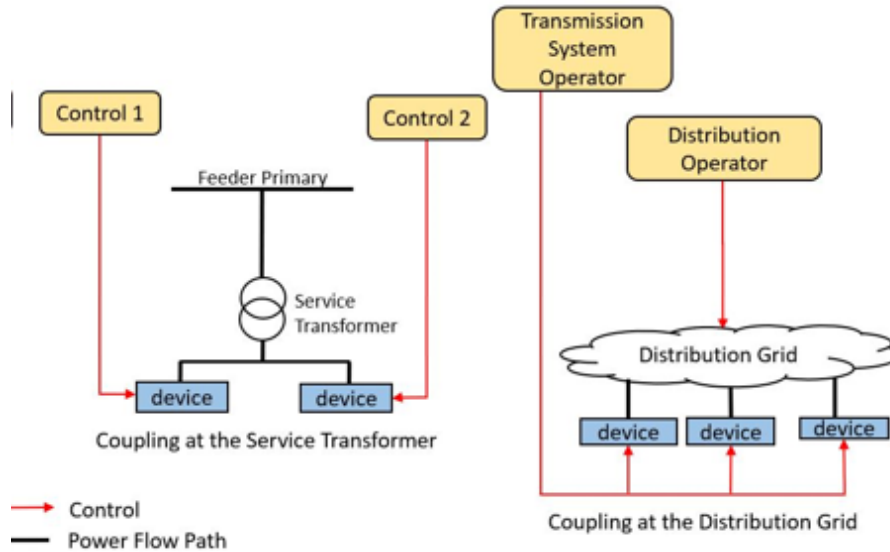 Control 1
Control 2
Feeder Primary
Service
Transformer
device
device
Coupling at the Service Transformer
Control
Power Flow Path
Transmission
System
Operator
Distribution
Operator
Distribution Grid
device
device
device
Coupling at the Distribution Grid